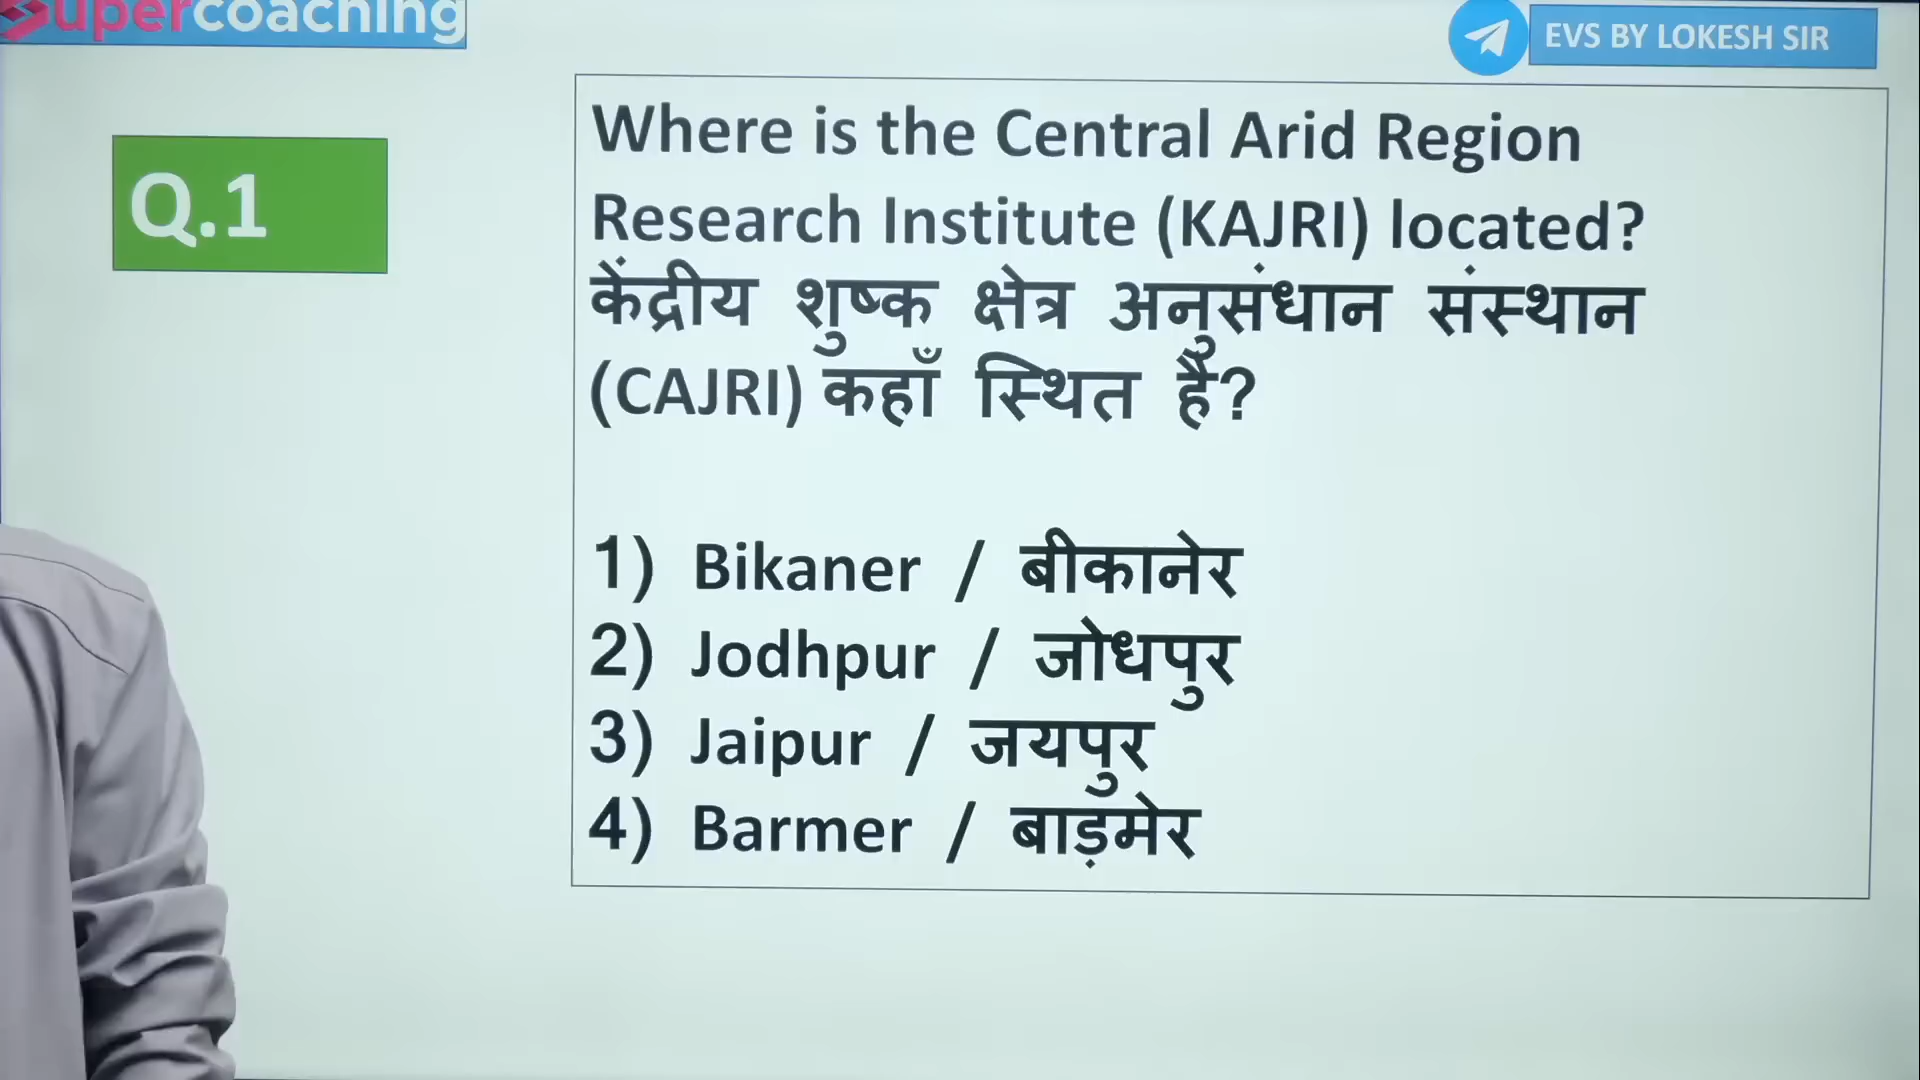 Supercoaching
EVS BY LOKESH SIR
Q.1
Where is the Central Arid Region
Research Institute (KAJRI) located?
केंद्रीय शुष्क क्षेत्र अनुसंधान संस्थान
(CAJRI) कहाँ स्थित है?
1) Bikaner / बीकानेर
2) Jodhpur / जोधपुर
3) Jaipur / जयपुर
4) Barmer / बाड़मेर